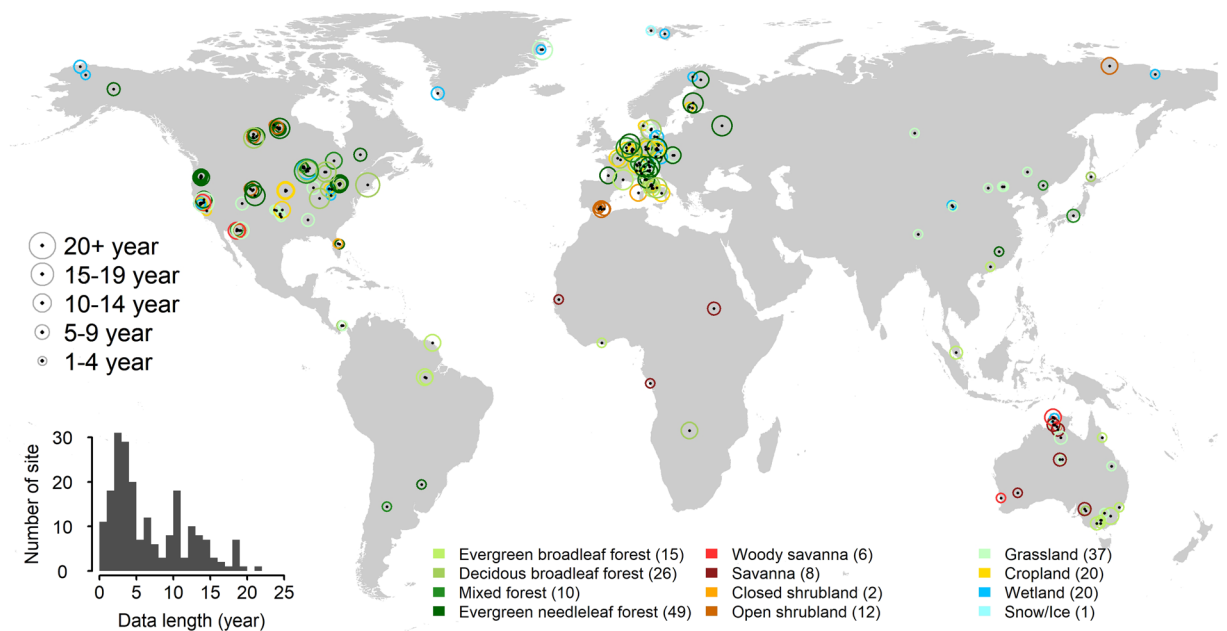 20+ year
15-19 year
10-14 year
5-9 year
1-4 year
Number of site
30
20
10
0
0 5 10 15 20 25
Data length (year)
Evergreen broadleaf forest (15)
Decidous broadleaf forest (26)
Mixed forest (10)
Evergreen needleleaf forest (49)
Woody savanna (6)
Savanna (8)
Closed shrubland (2)
Open shrubland (12)
Grassland (37)
Cropland (20)
Wetland (20)
Snow/Ice (1)